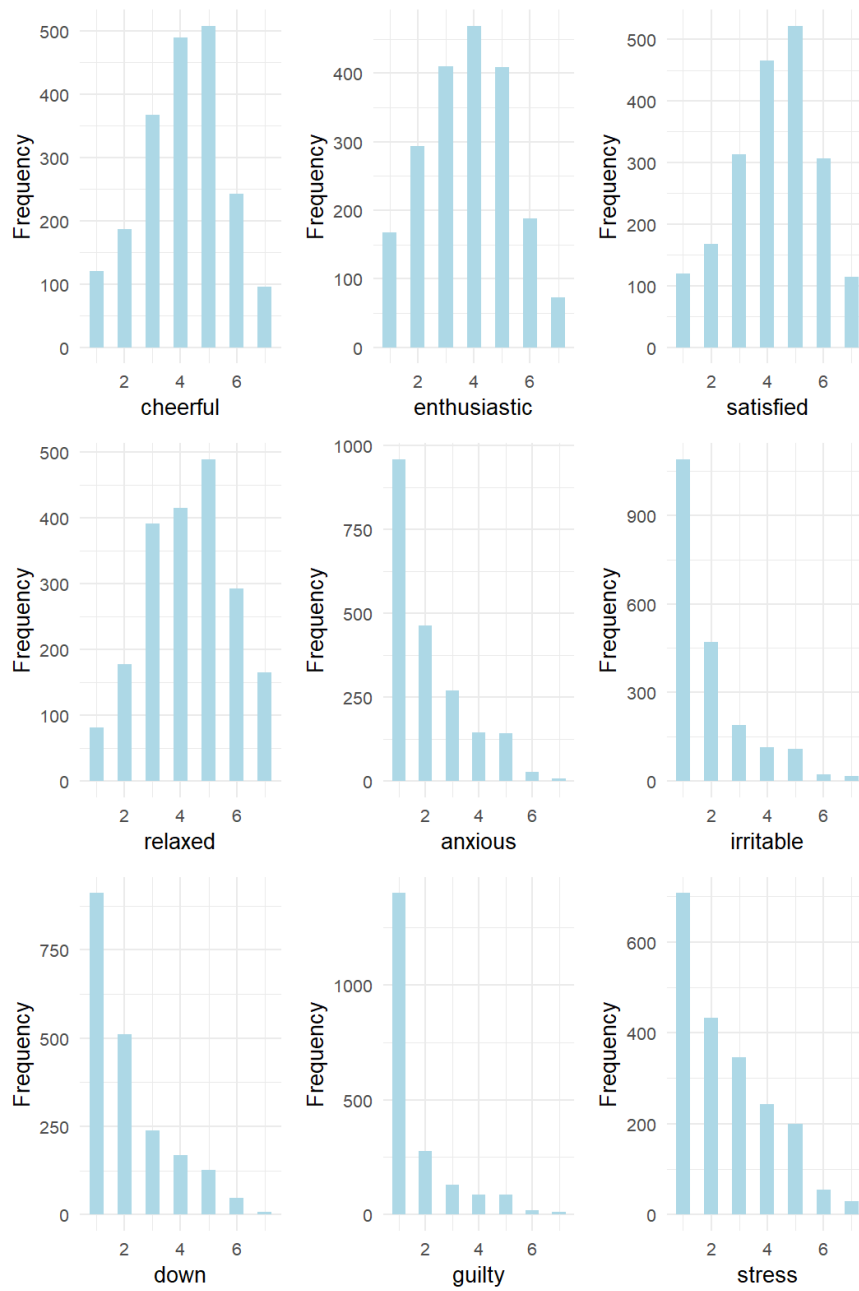 500
400
300
200
100
0
Frequency
2 4 6
cheerful
400
300
200
100
0
Frequency
2 4 6
enthusiastic
500
400
300
200
100
0
Frequency
2 4 6
satisfied
500
400
300
200
100
0
Frequency
2 4 6
relaxed
1000
750
500
250
0
Frequency
2 4 6
anxious
900
600
300
0
Frequency
2 4 6
irritable
750
500
250
0
Frequency
2 4 6
down
1000
500
0
Frequency
2 4 6
guilty
600
400
200
0
Frequency
2 4 6
stress